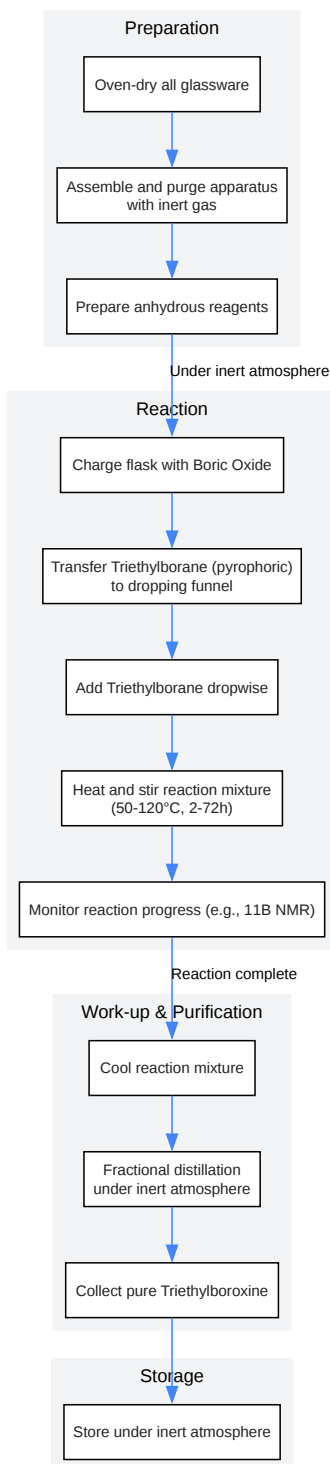 Preparation
Oven-dry all glassware
Assemble and purge apparatus
with inert gas
Prepare anhydrous reagents
Under inert atmosphere
Reaction
Charge flask with Boric Oxide
Transfer Triethylborane (pyrophoric)
to dropping funnel
Add Triethylborane dropwise
Heat and stir reaction mixture
(50-120°C, 2-72h)
Monitor reaction progress (e.g., 11B NMR)
Reaction complete
Work-up & Purification
Cool reaction mixture
Fractional distillation
under inert atmosphere
Collect pure Triethylboroxine
Storage
Store under inert atmosphere